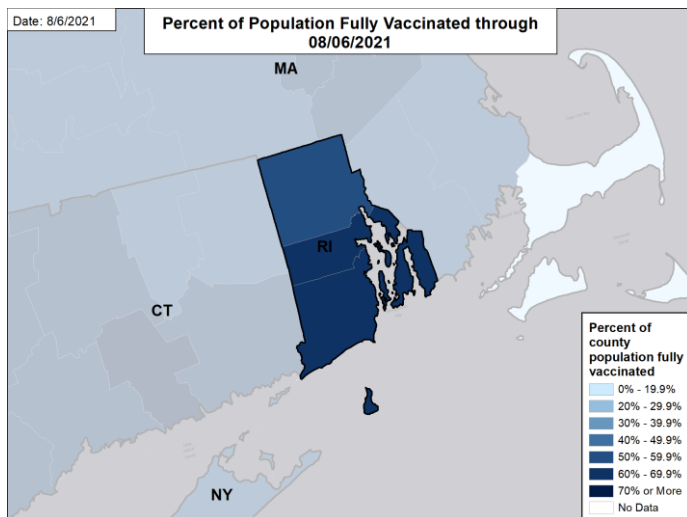 Date: 8/6/2021
Percent of Population Fully Vaccinated through
08/06/2021
MA
RI
CT
NY
Percent of
county
population fully
vaccinated
0% - 19.9%
20% - 29.9%
30% - 39.9%
40% - 49.9%
50% - 59.9%
60% - 69.9%
70% or More
No Data